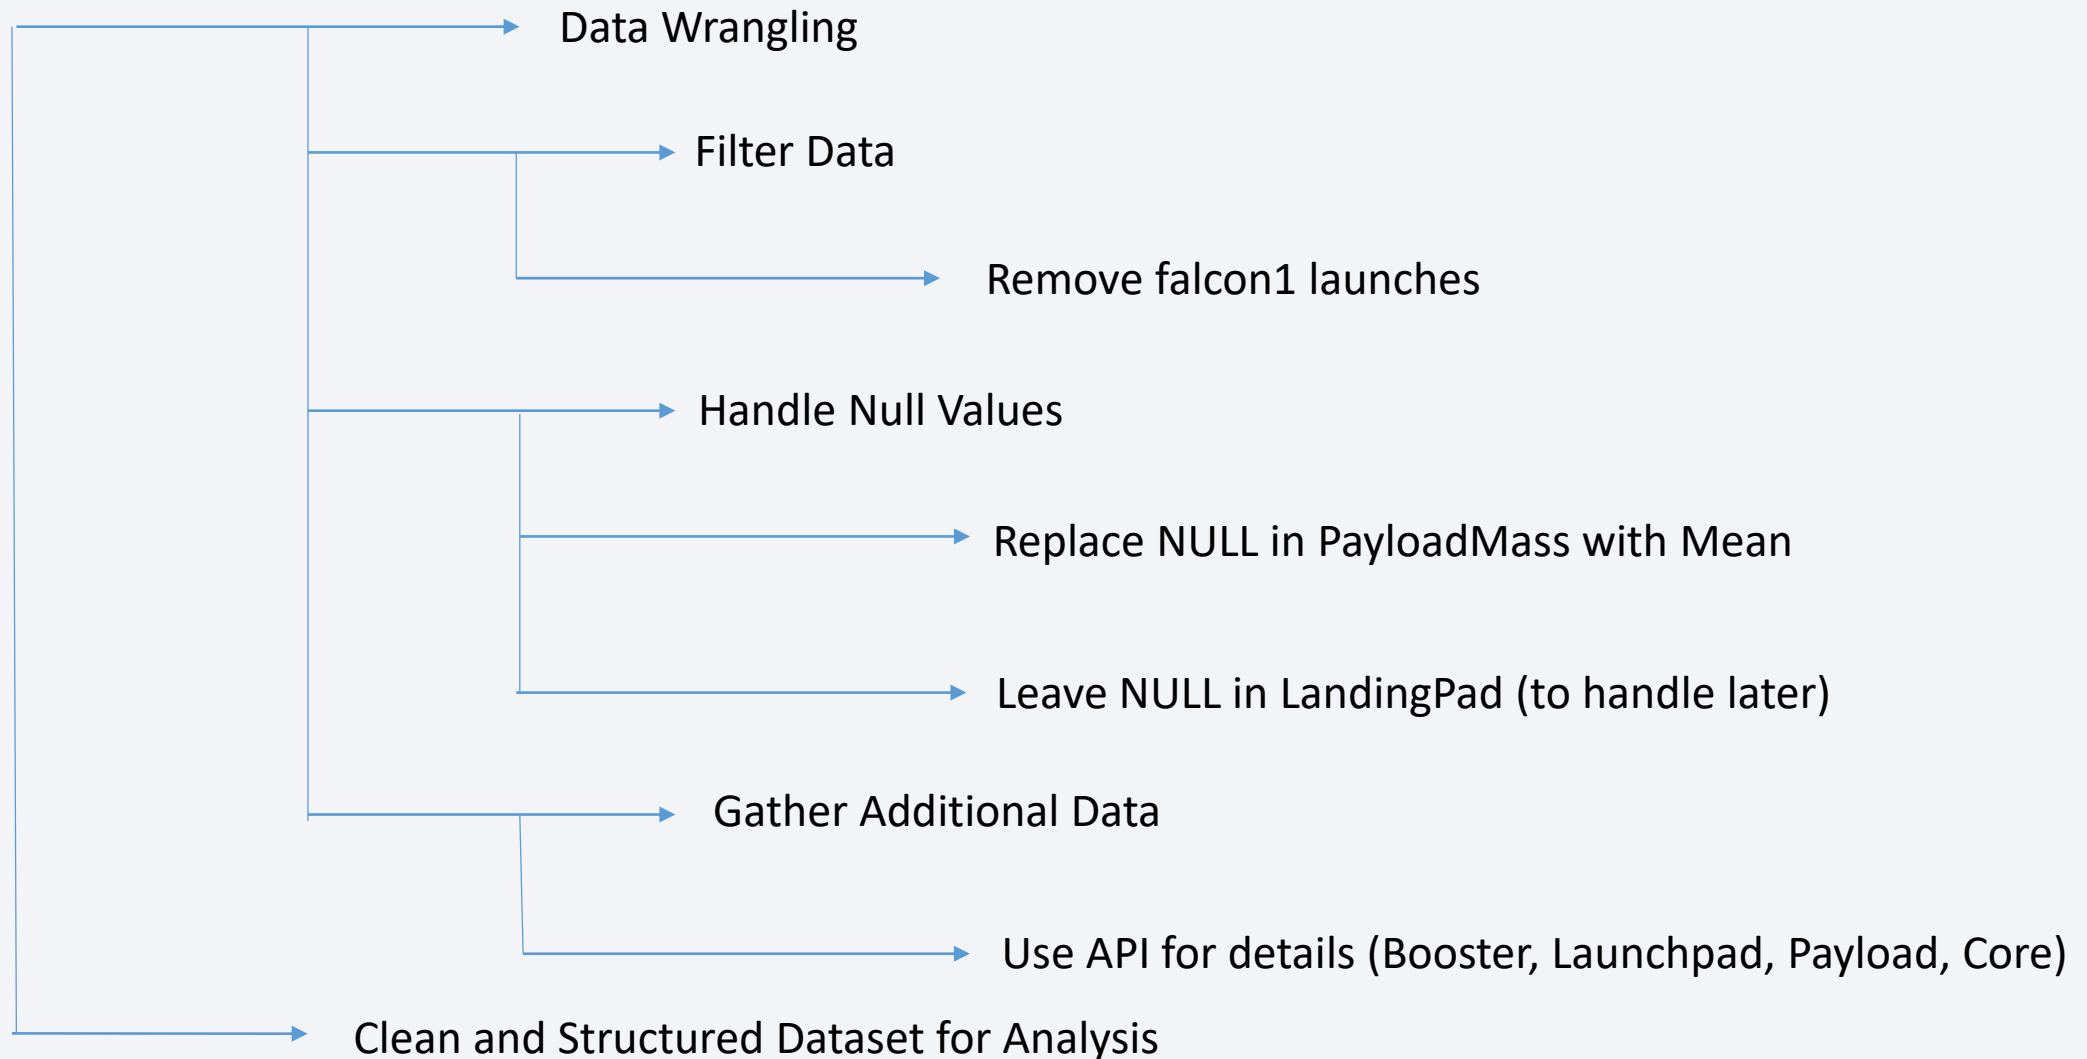 Data Wrangling
Filter Data
Remove falcon1 launches
Handle Null Values
Replace NULL in PayloadMass with Mean
Leave NULL in LandingPad (to handle later)
Gather Additional Data
Use API for details (Booster, Launchpad, Payload, Core)
Clean and Structured Dataset for Analysis